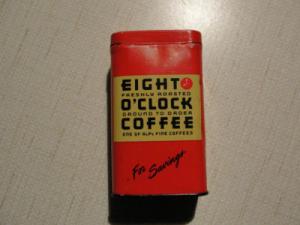 EIGHT
FRESHLY ROASTED
O'CLOCK
GROUND TO ORDER
COFFEE
ONE OF A&P'S FINE COFFEES
For Savings